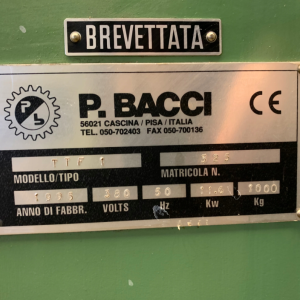 BREVETTATA
P. BACCI
56021 CASCINA / PISA / ITALIA
TEL. 050-702403 FAX 050-700136
CE
MODELLO/TIPO MATRICOLA N.
380 50 1000
ANNO DI FABBR. VOLTS Hz Kw Kg